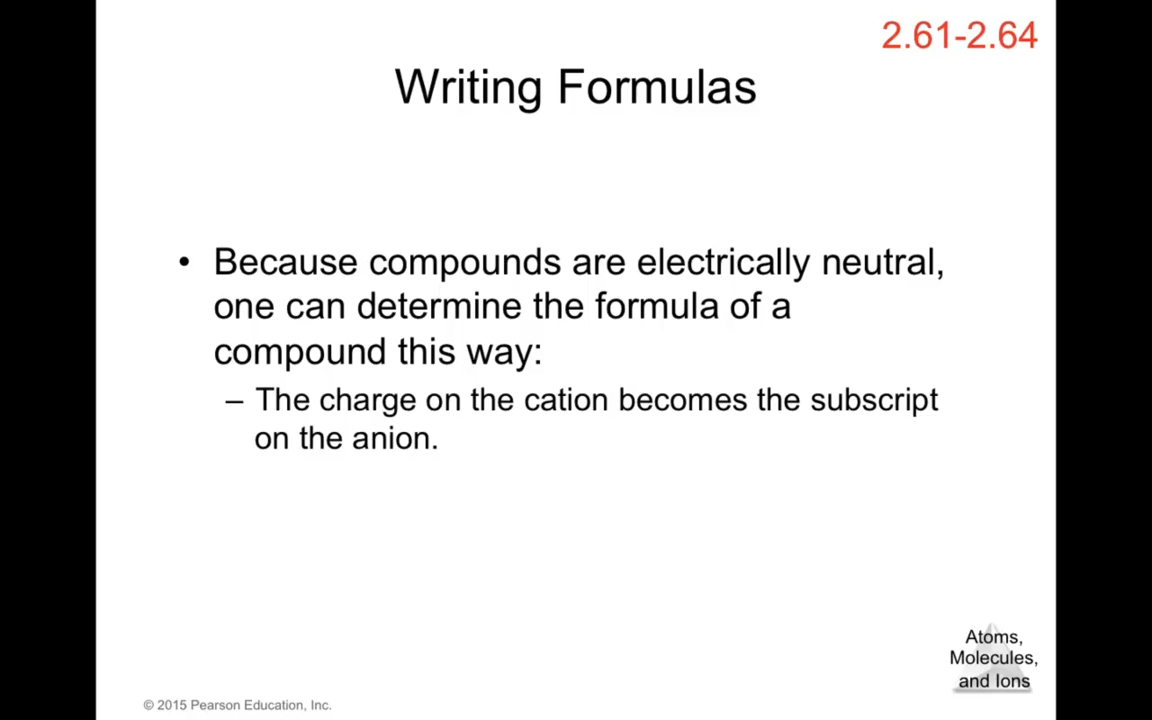 2.61-2.64
Writing Formulas
• Because compounds are electrically neutral,
one can determine the formula of a
compound this way:
– The charge on the cation becomes the subscript
on the anion.
Atoms,
Molecules,
and Ions
© 2015 Pearson Education, Inc.